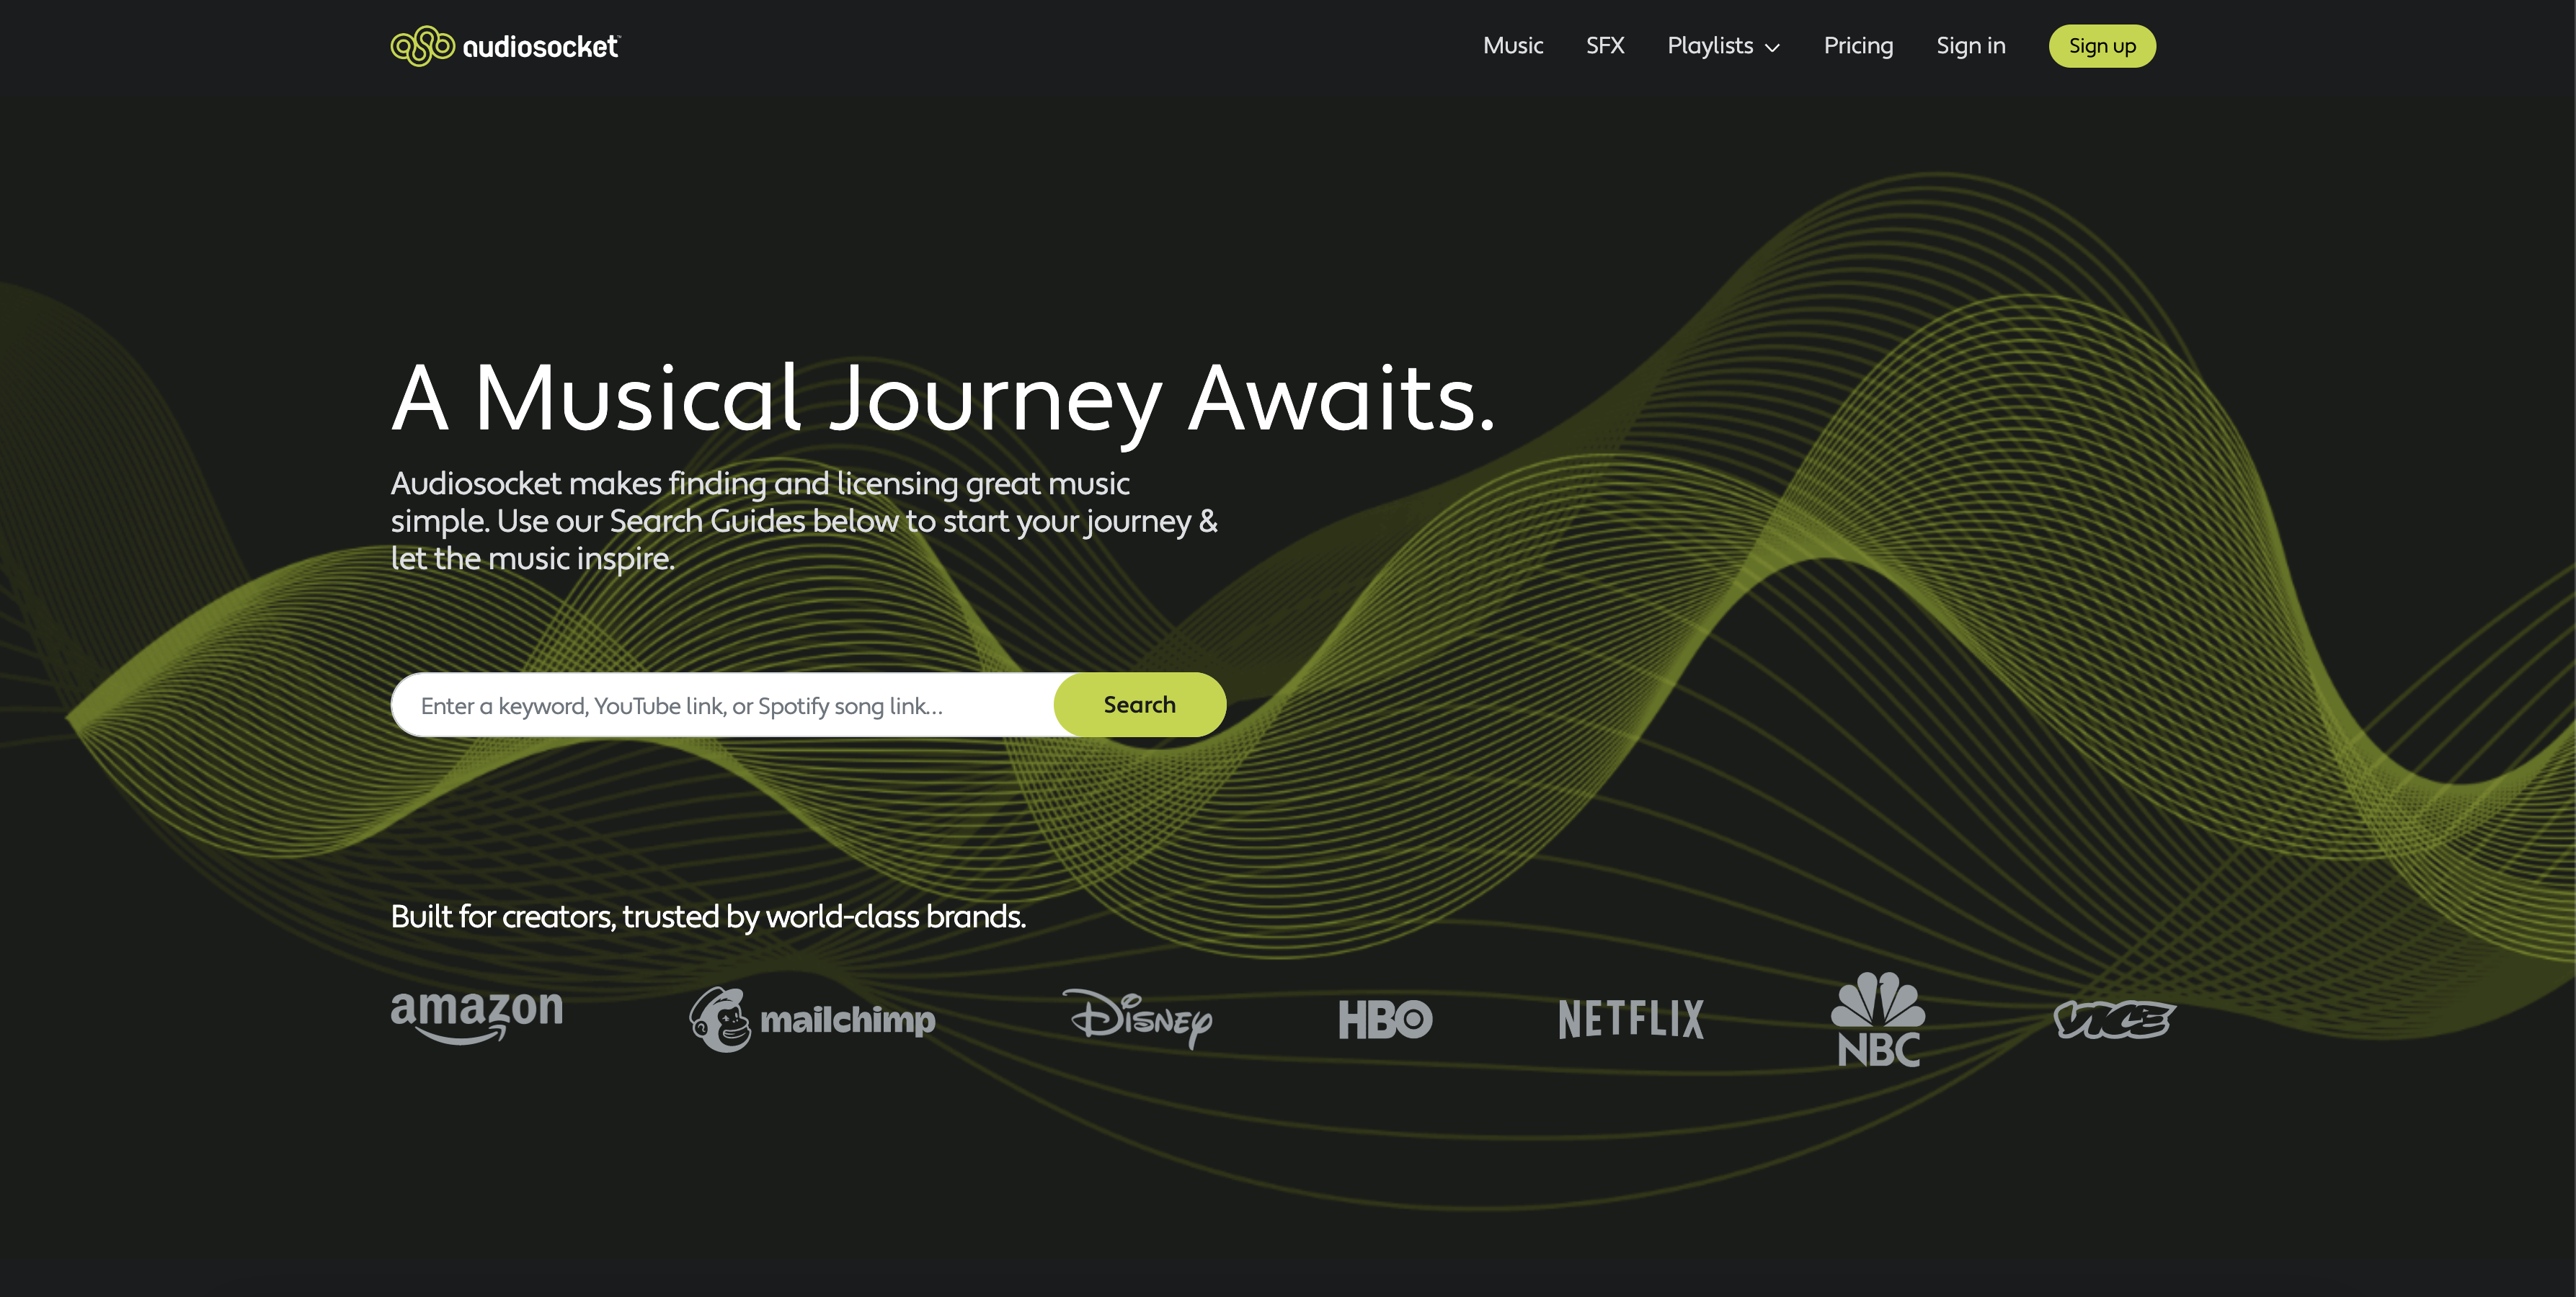 audiosocket™
Music
SFX
Playlists
Pricing
Sign in
Sign up
A Musical Journey Awaits.
Audiosocket makes finding and licensing great music
simple. Use our Search Guides below to start your journey &
let the music inspire.
Enter a keyword, YouTube link, or Spotify song link...
Search
Built for creators, trusted by world-class brands.
amazon
mailchimp
Disney
HBO
NETFLIX
NBC
VICE